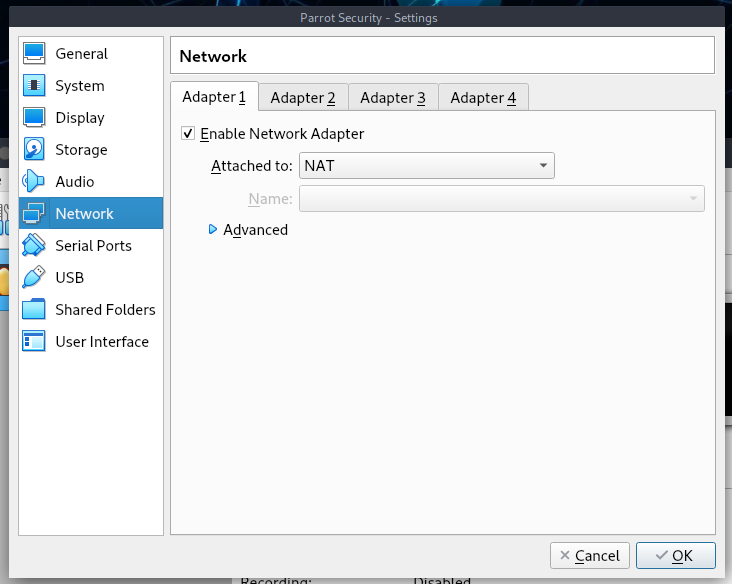 Parrot Security - Settings
General
System
Display
Storage
Audio
Network
Serial Ports
USB
Shared Folders
User Interface
Network
Adapter 1 Adapter 2 Adapter 3 Adapter 4
Enable Network Adapter
Attached to: NAT
Name:
Advanced
Cancel OK
Recording: Disabled